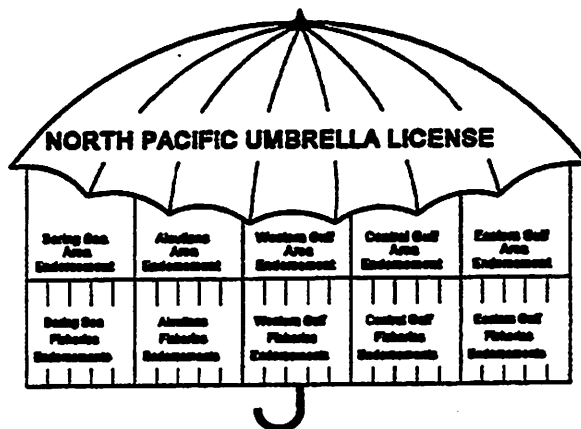 NORTH PACIFIC UMBRELLA LICENSE
Bering Sea
Area
Endorsement
Aleutians
Area
Endorsement
Western Gulf
Area
Endorsement
Central Gulf
Area
Endorsement
Eastern Gulf
Area
Endorsement
Bering Sea
Fisheries
Endorsements
Aleutians
Fisheries
Endorsements
Western Gulf
Fisheries
Endorsements
Central Gulf
Fisheries
Endorsements
Eastern Gulf
Fisheries
Endorsements